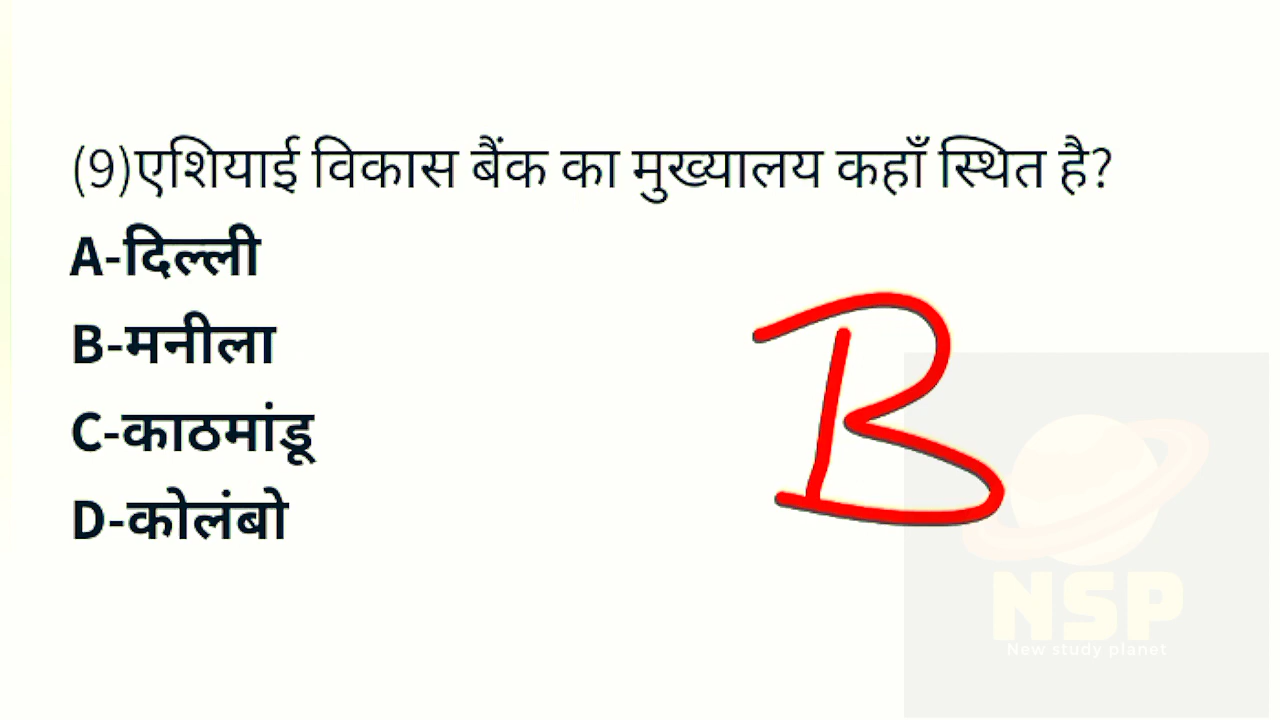 (9)एशियाई विकास बैंक का मुख्यालय कहाँ स्थित है?
A-दिल्ली
B-मनीला
C-काठमांडू
D-कोलंबो
B
NSP
New study planet